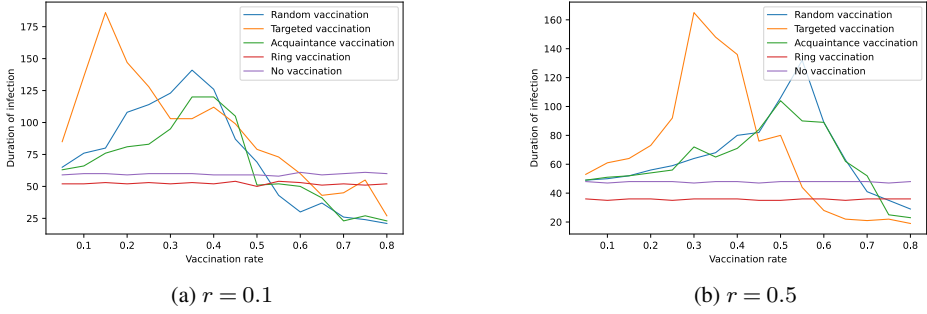 175
150
125
100
75
50
25
Duration of infection
0.1 0.2 0.3 0.4 0.5 0.6 0.7 0.8
Vaccination rate
Random vaccination
Targeted vaccination
Acquaintance vaccination
Ring vaccination
No vaccination
(a) r = 0.1
160
140
120
100
80
60
40
20
Duration of infection
0.1 0.2 0.3 0.4 0.5 0.6 0.7 0.8
Vaccination rate
Random vaccination
Targeted vaccination
Acquaintance vaccination
Ring vaccination
No vaccination
(b) r = 0.5